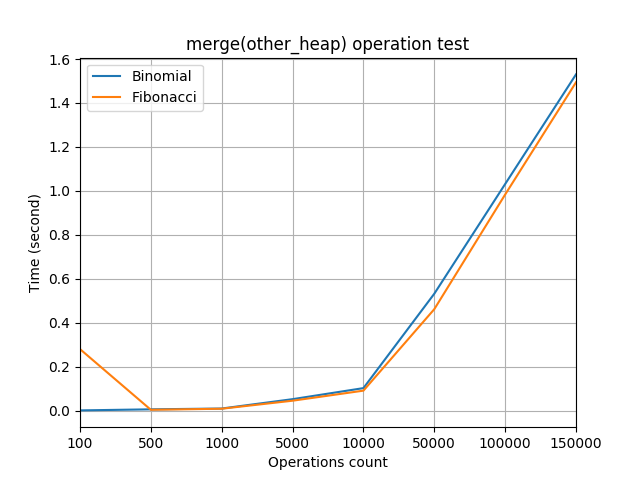 merge(other_heap) operation test
Binomial
Fibonacci
Time (second)
1.6
1.4
1.2
1.0
0.8
0.6
0.4
0.2
0.0
100 500 1000 5000 10000 50000 100000 150000
Operations count